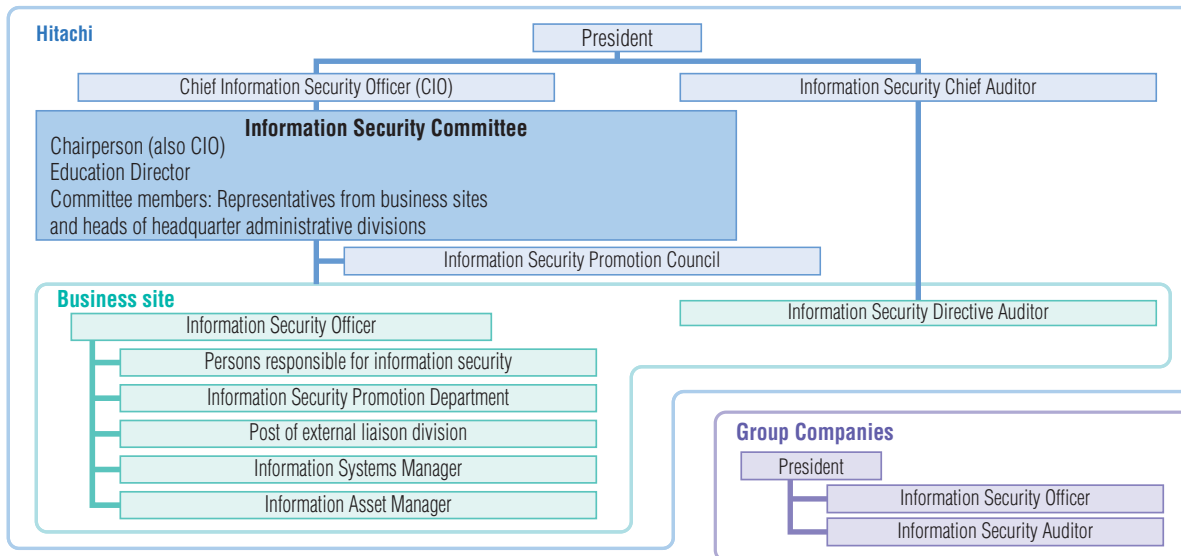 Hitachi
President
Chief Information Security Officer (CIO)
Information Security Chief Auditor
Information Security Committee
Chairperson (also CIO)
Education Director
Committee members: Representatives from business sites
and heads of headquarter administrative divisions
Information Security Promotion Council
Business site
Information Security Officer
Information Security Directive Auditor
Persons responsible for information security
Information Security Promotion Department
Post of external liaison division
Information Systems Manager
Information Asset Manager
Group Companies
President
Information Security Officer
Information Security Auditor